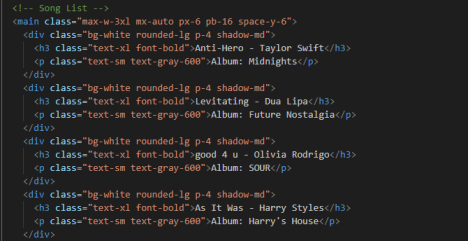 <!-- Song List -->
<main class="max-w-3xl mx-auto px-6 pb-16 space-y-6">
<div class="bg-white rounded-lg p-4 shadow-md">
<h3 class="text-xl font-bold">Anti-Hero - Taylor Swift</h3>
<p class="text-sm text-gray-600">Album: Midnights</p>
</div>
<div class="bg-white rounded-lg p-4 shadow-md">
<h3 class="text-xl font-bold">Levitating - Dua Lipa</h3>
<p class="text-sm text-gray-600">Album: Future Nostalgia</p>
</div>
<div class="bg-white rounded-lg p-4 shadow-md">
<h3 class="text-xl font-bold">good 4 u - Olivia Rodrigo</h3>
<p class="text-sm text-gray-600">Album: SOUR</p>
</div>
<div class="bg-white rounded-lg p-4 shadow-md">
<h3 class="text-xl font-bold">As It Was - Harry Styles</h3>
<p class="text-sm text-gray-600">Album: Harry's House</p>
</div>